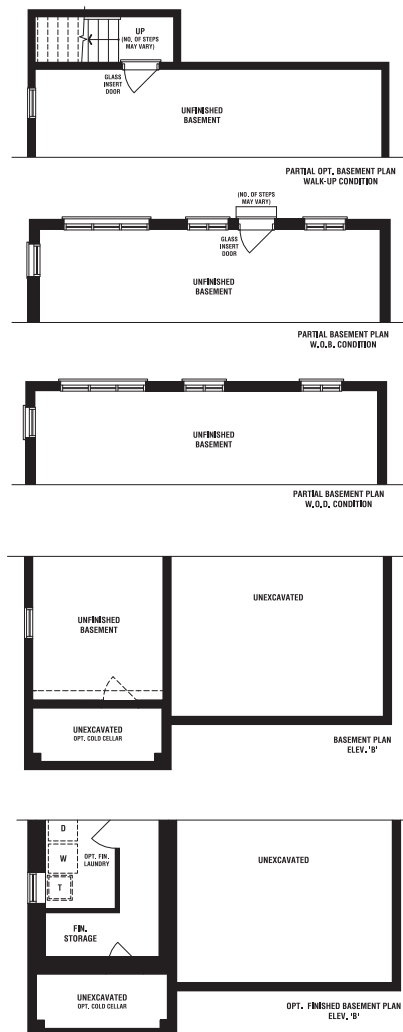 UP
(NO. OF STEPS
MAY VARY)
GLASS
INSERT
DOOR
UNFINISHED
BASEMENT
PARTIAL OPT. BASEMENT PLAN
WALK-UP CONDITION
(NO. OF STEPS
MAY VARY)
GLASS
INSERT
DOOR
UNFINISHED
BASEMENT
PARTIAL BASEMENT PLAN
W.O.B. CONDITION
UNFINISHED
BASEMENT
PARTIAL BASEMENT PLAN
W.O.D. CONDITION
UNEXCAVATED
UNFINISHED
BASEMENT
UNEXCAVATED
OPT. COLD CELLAR
BASEMENT PLAN
ELEV. 'B'
D
W
OPT. FIN.
LAUNDRY
T
UNEXCAVATED
FIN.
STORAGE
UNEXCAVATED
OPT. COLD CELLAR
OPT. FINISHED BASEMENT PLAN
ELEV. 'B'